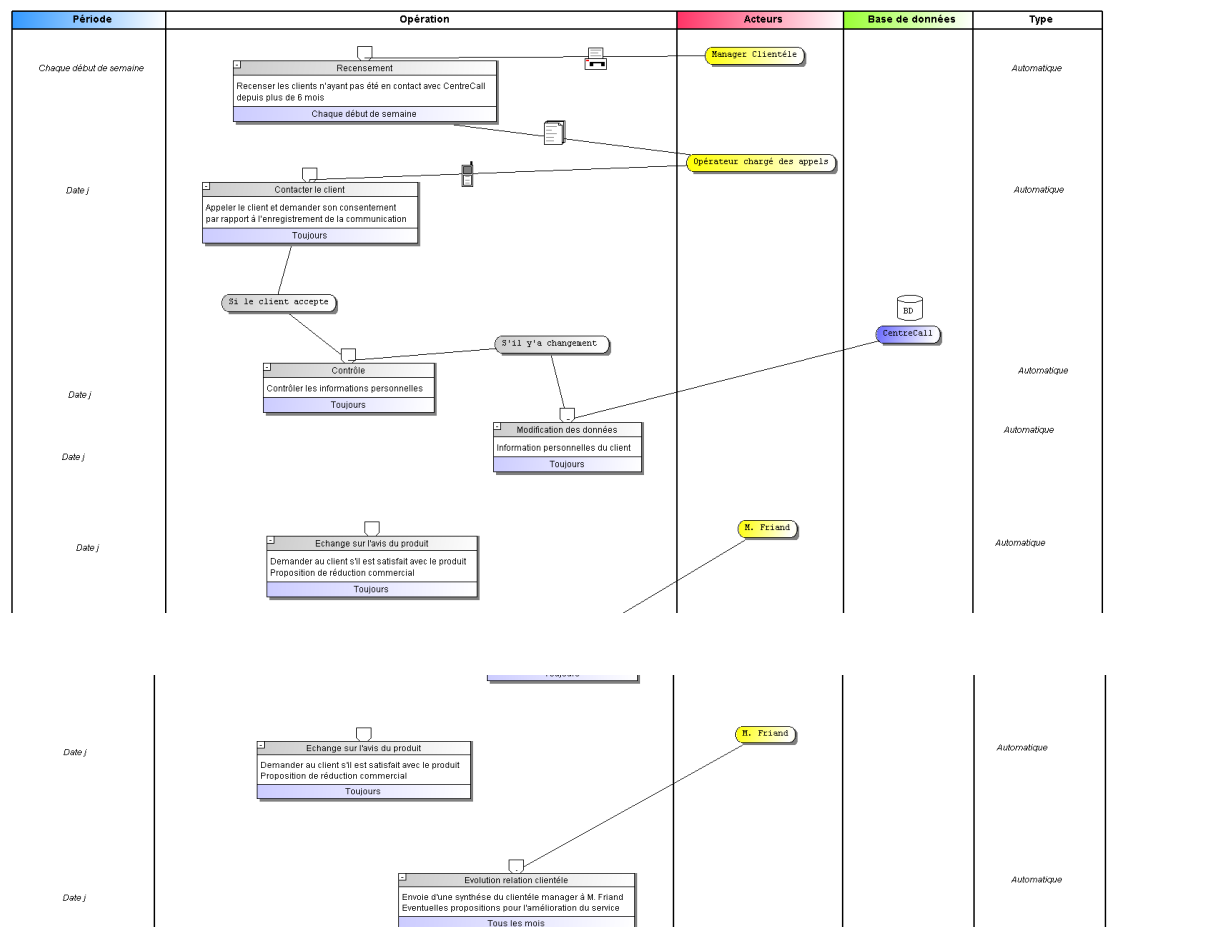 Période Opération Acteurs Base de données Type
Manager Clientéle
Chaque début de semaine Recensement Automatique
Recenser les clients n'ayant pas été en contact avec CentreCall
depuis plus de 6 mois
Chaque début de semaine
Opérateur chargé des appels
Date j Contacter le client Automatique
Appeler le client et demander son consentement
par rapport à l'enregistrement de la communication
Toujours
Si le client accepte
BD
CentreCall
S'il y'a changement
Contrôle Automatique
Contrôler les informations personnelles
Date j
Toujours
Modification des données Automatique
Information personnelles du client
Date j
Toujours
M. Friand
Date j Echange sur l'avis du produit Automatique
Demander au client s'il est satisfait avec le produit
Proposition de réduction commercial
Toujours
Toujours
M. Friand
Date j Echange sur l'avis du produit Automatique
Demander au client s'il est satisfait avec le produit
Proposition de réduction commercial
Toujours
Evolution relation clientéle Automatique
Date j Envoie d'une synthése du clientéle manager à M. Friand
Eventuelles propositions pour l'amélioration du service
Tous les mois